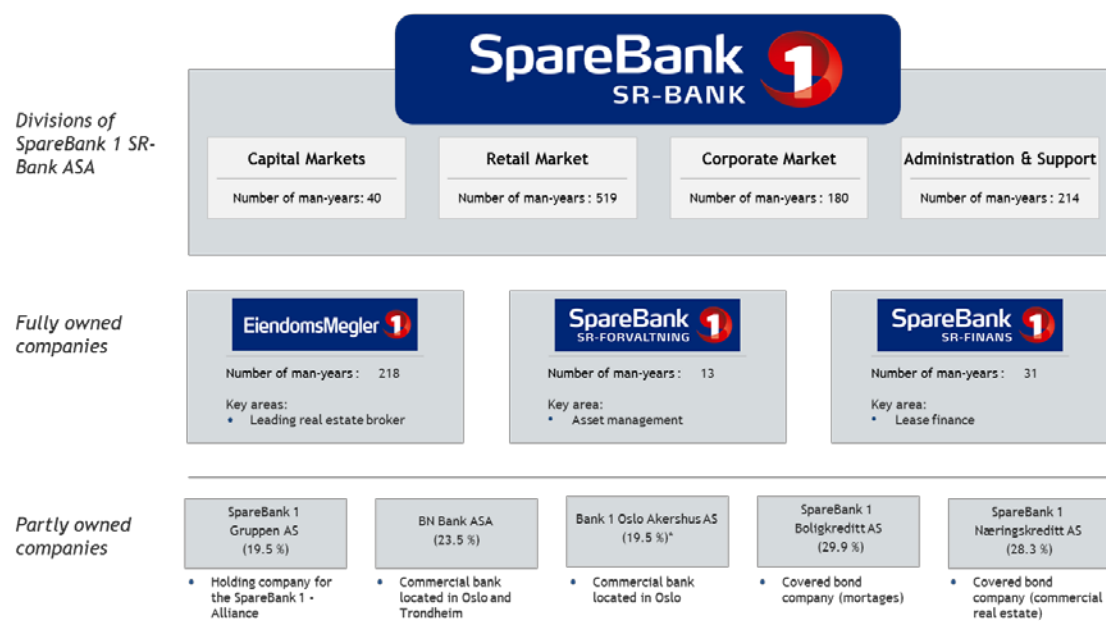 SpareBank 1
SR-BANK
Divisions of
SpareBank 1 SR-
Bank ASA
Capital Markets
Number of man-years: 40
Retail Market
Number of man-years : 519
Corporate Market
Number of man-years : 180
Administration & Support
Number of man-years : 214
Fully owned
companies
EiendomsMegler 1
Number of man-years : 218
Key areas:
• Leading real estate broker
SpareBank 1
SR-FORVALTNING
Number of man-years : 13
Key area:
• Asset management
SpareBank 1
SR-FINANS
Number of man-years : 31
Key area:
• Lease finance
Partly owned
companies
SpareBank 1
Gruppen AS
(19.5 %)
• Holding company for
the SpareBank 1 -
Alliance
BN Bank ASA
(23.5 %)
• Commercial bank
located in Oslo and
Trondheim
Bank 1 Oslo Akershus AS
(19.5 %)*
• Commercial bank
located in Oslo
SpareBank 1
Boligkreditt AS
(29.9 %)
• Covered bond
company (mortages)
SpareBank 1
Næringskreditt AS
(28.3 %)
• Covered bond
company (commercial
real estate)